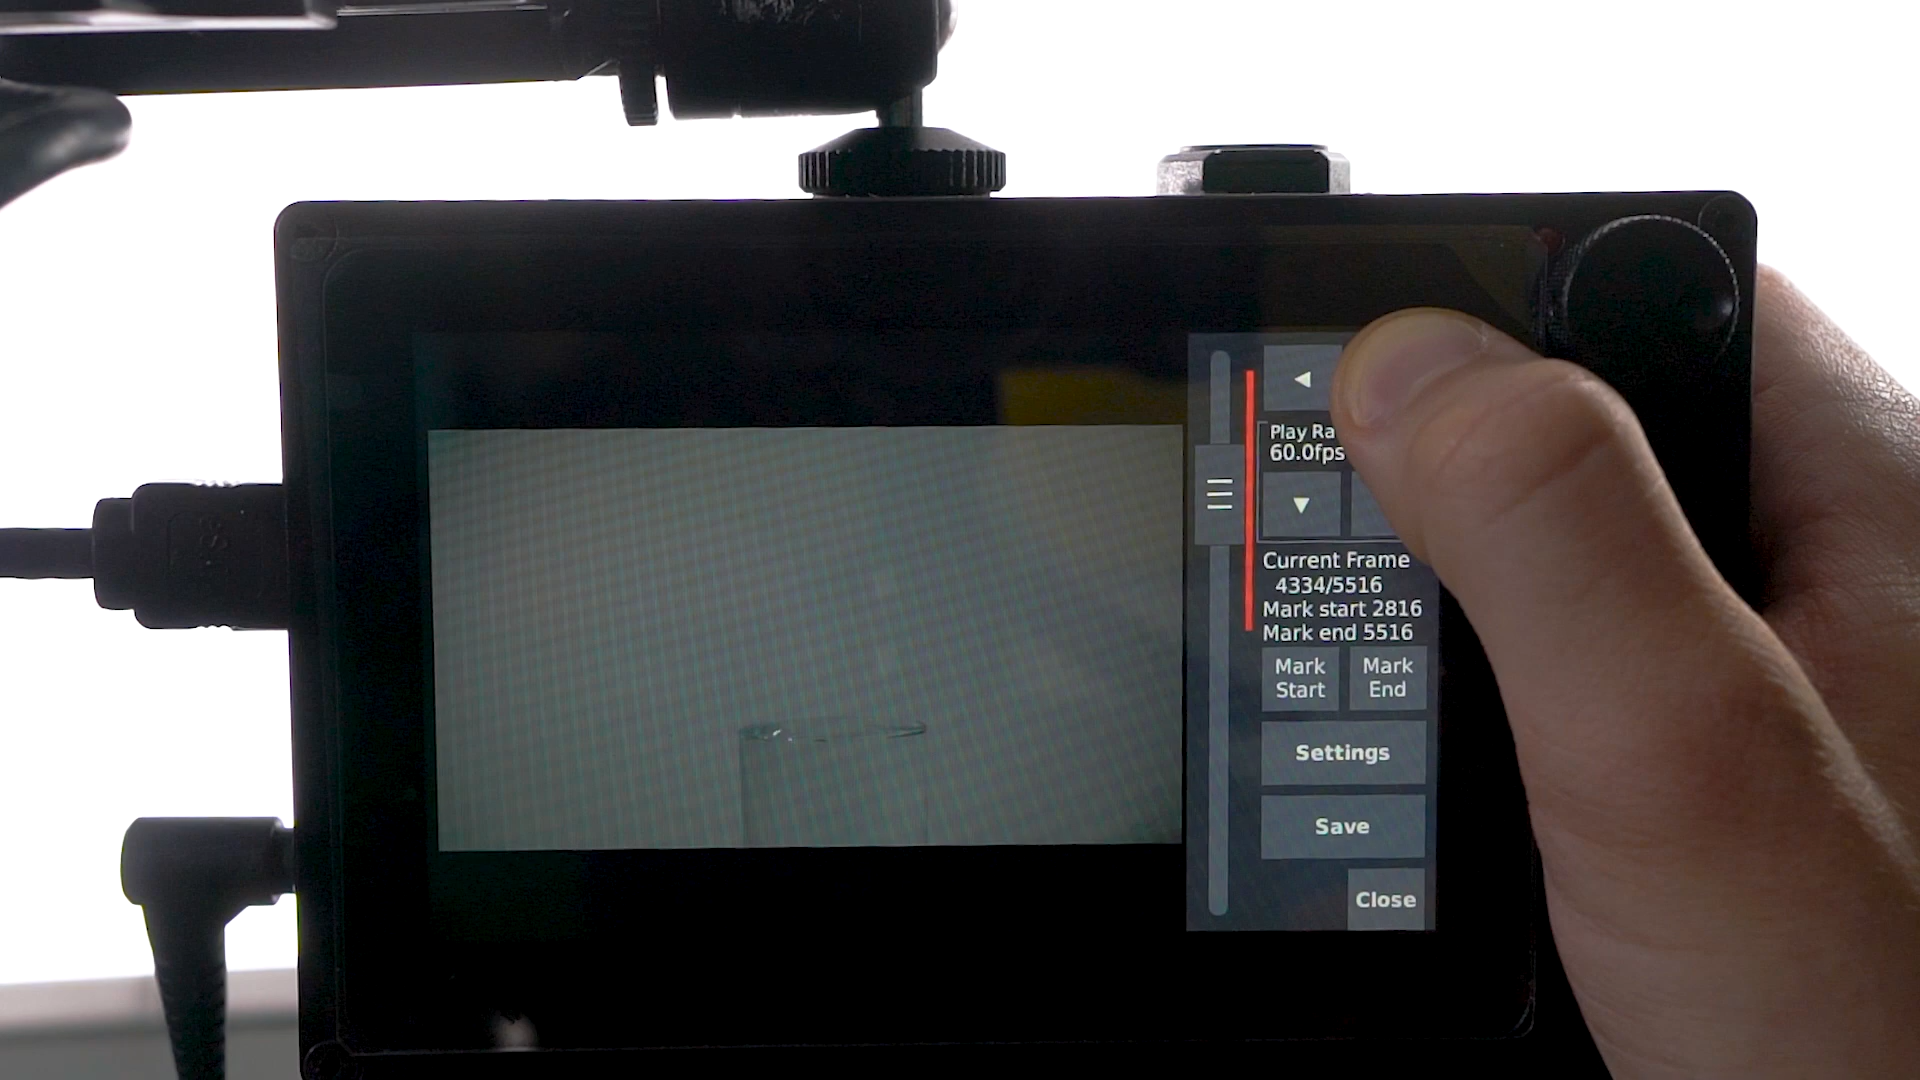 ◀
Play Ra
60.0fps
▼
Current Frame
4334/5516
Mark start 2816
Mark end 5516
Mark Start
Mark End
Settings
Save
Close